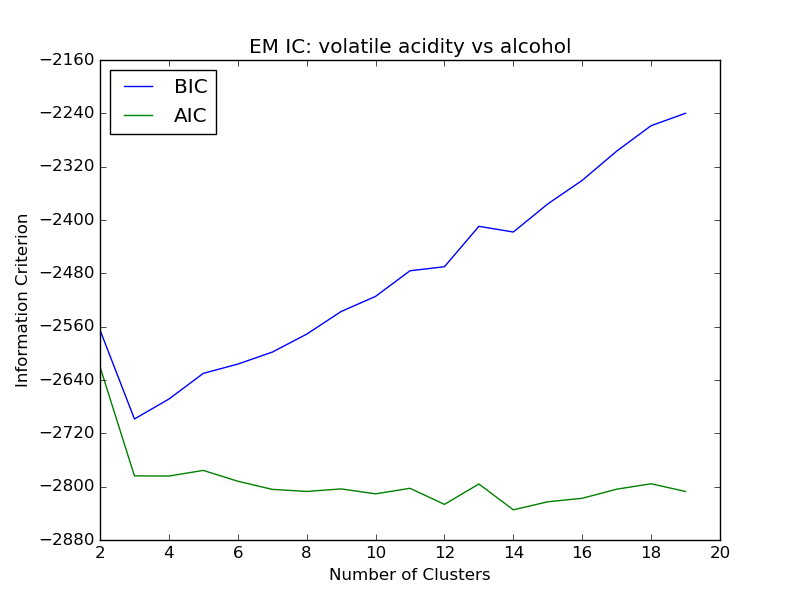 EM IC: volatile acidity vs alcohol
−2160
BIC
AIC
−2240
−2320
−2400
−2480
−2560
−2640
−2720
−2800
−2880
Information Criterion
2 4 6 8 10 12 14 16 18 20
Number of Clusters